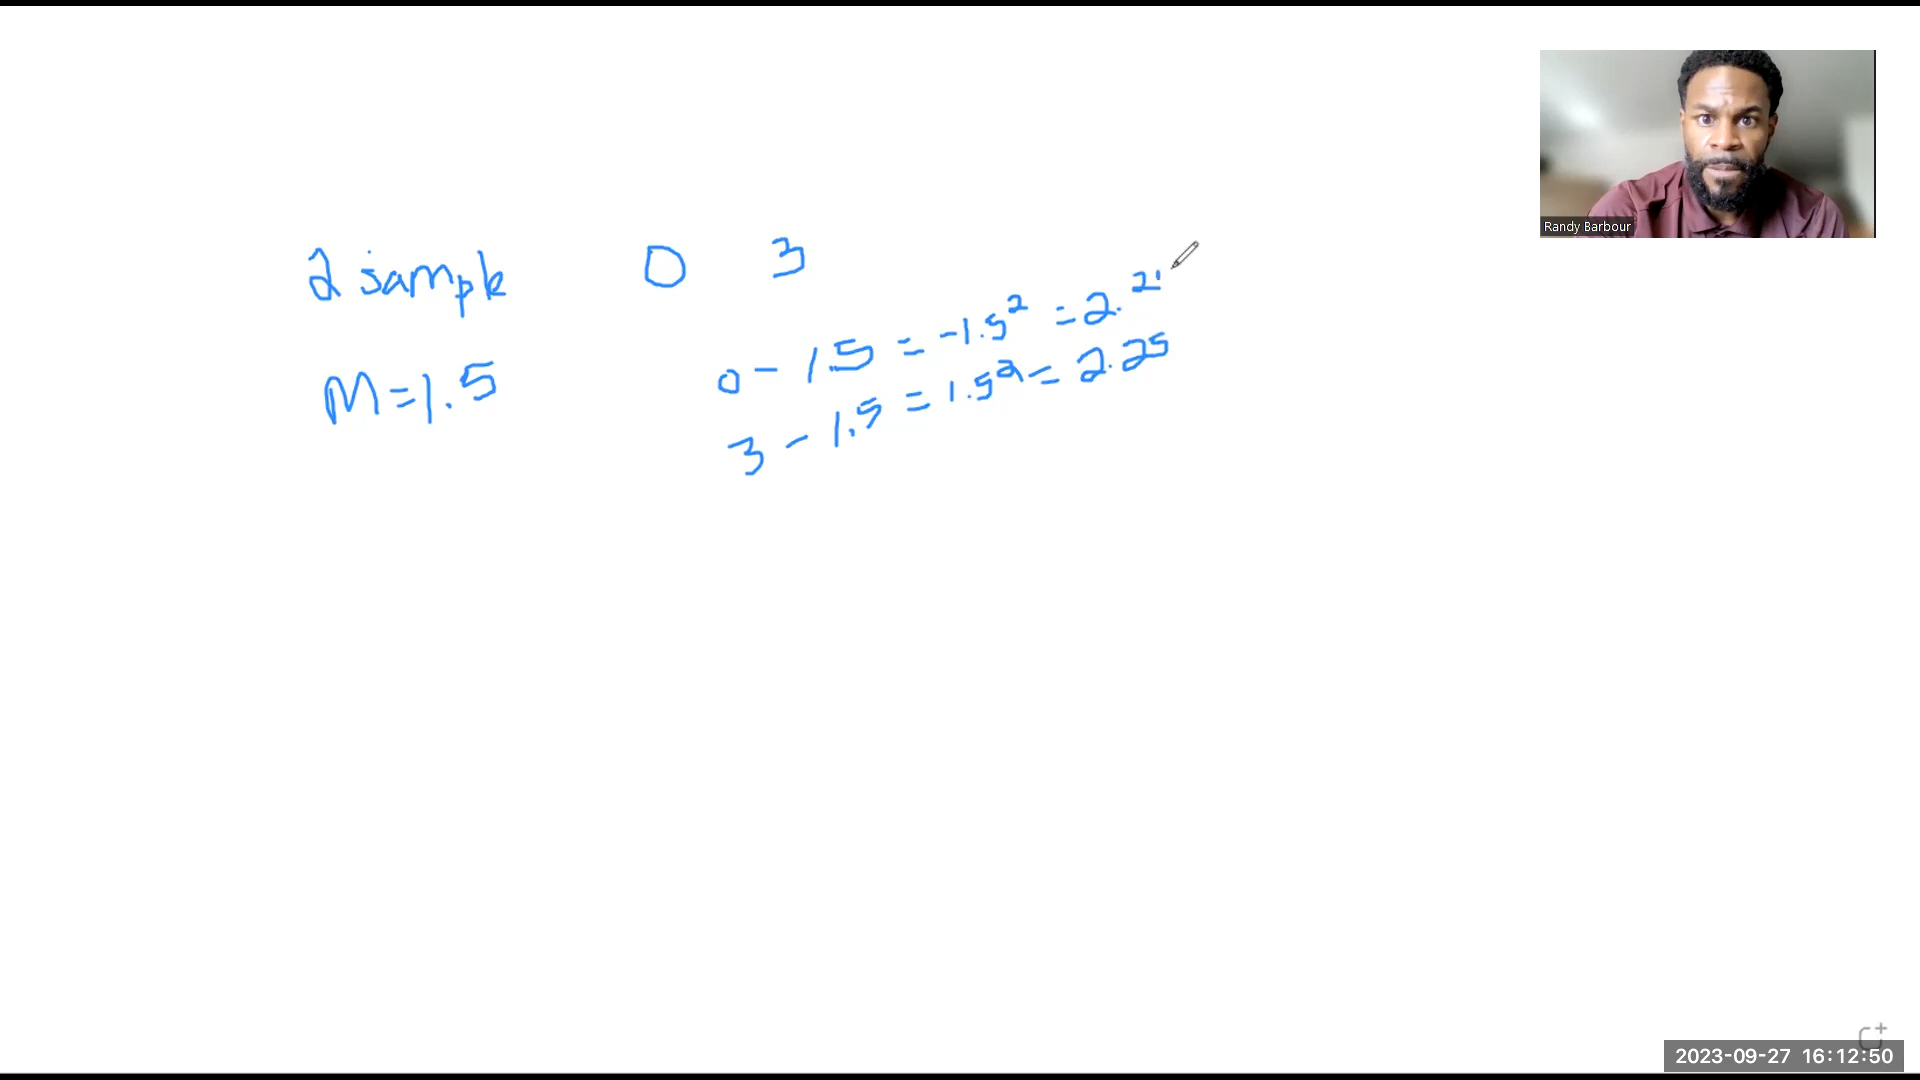 Randy Barbour
2 sample 0 3
M=1.5
0 - 1.5 = -1.5² = 2.2
3 - 1.5 = 1.5² = 2.25
2023-09-27 16:12:50